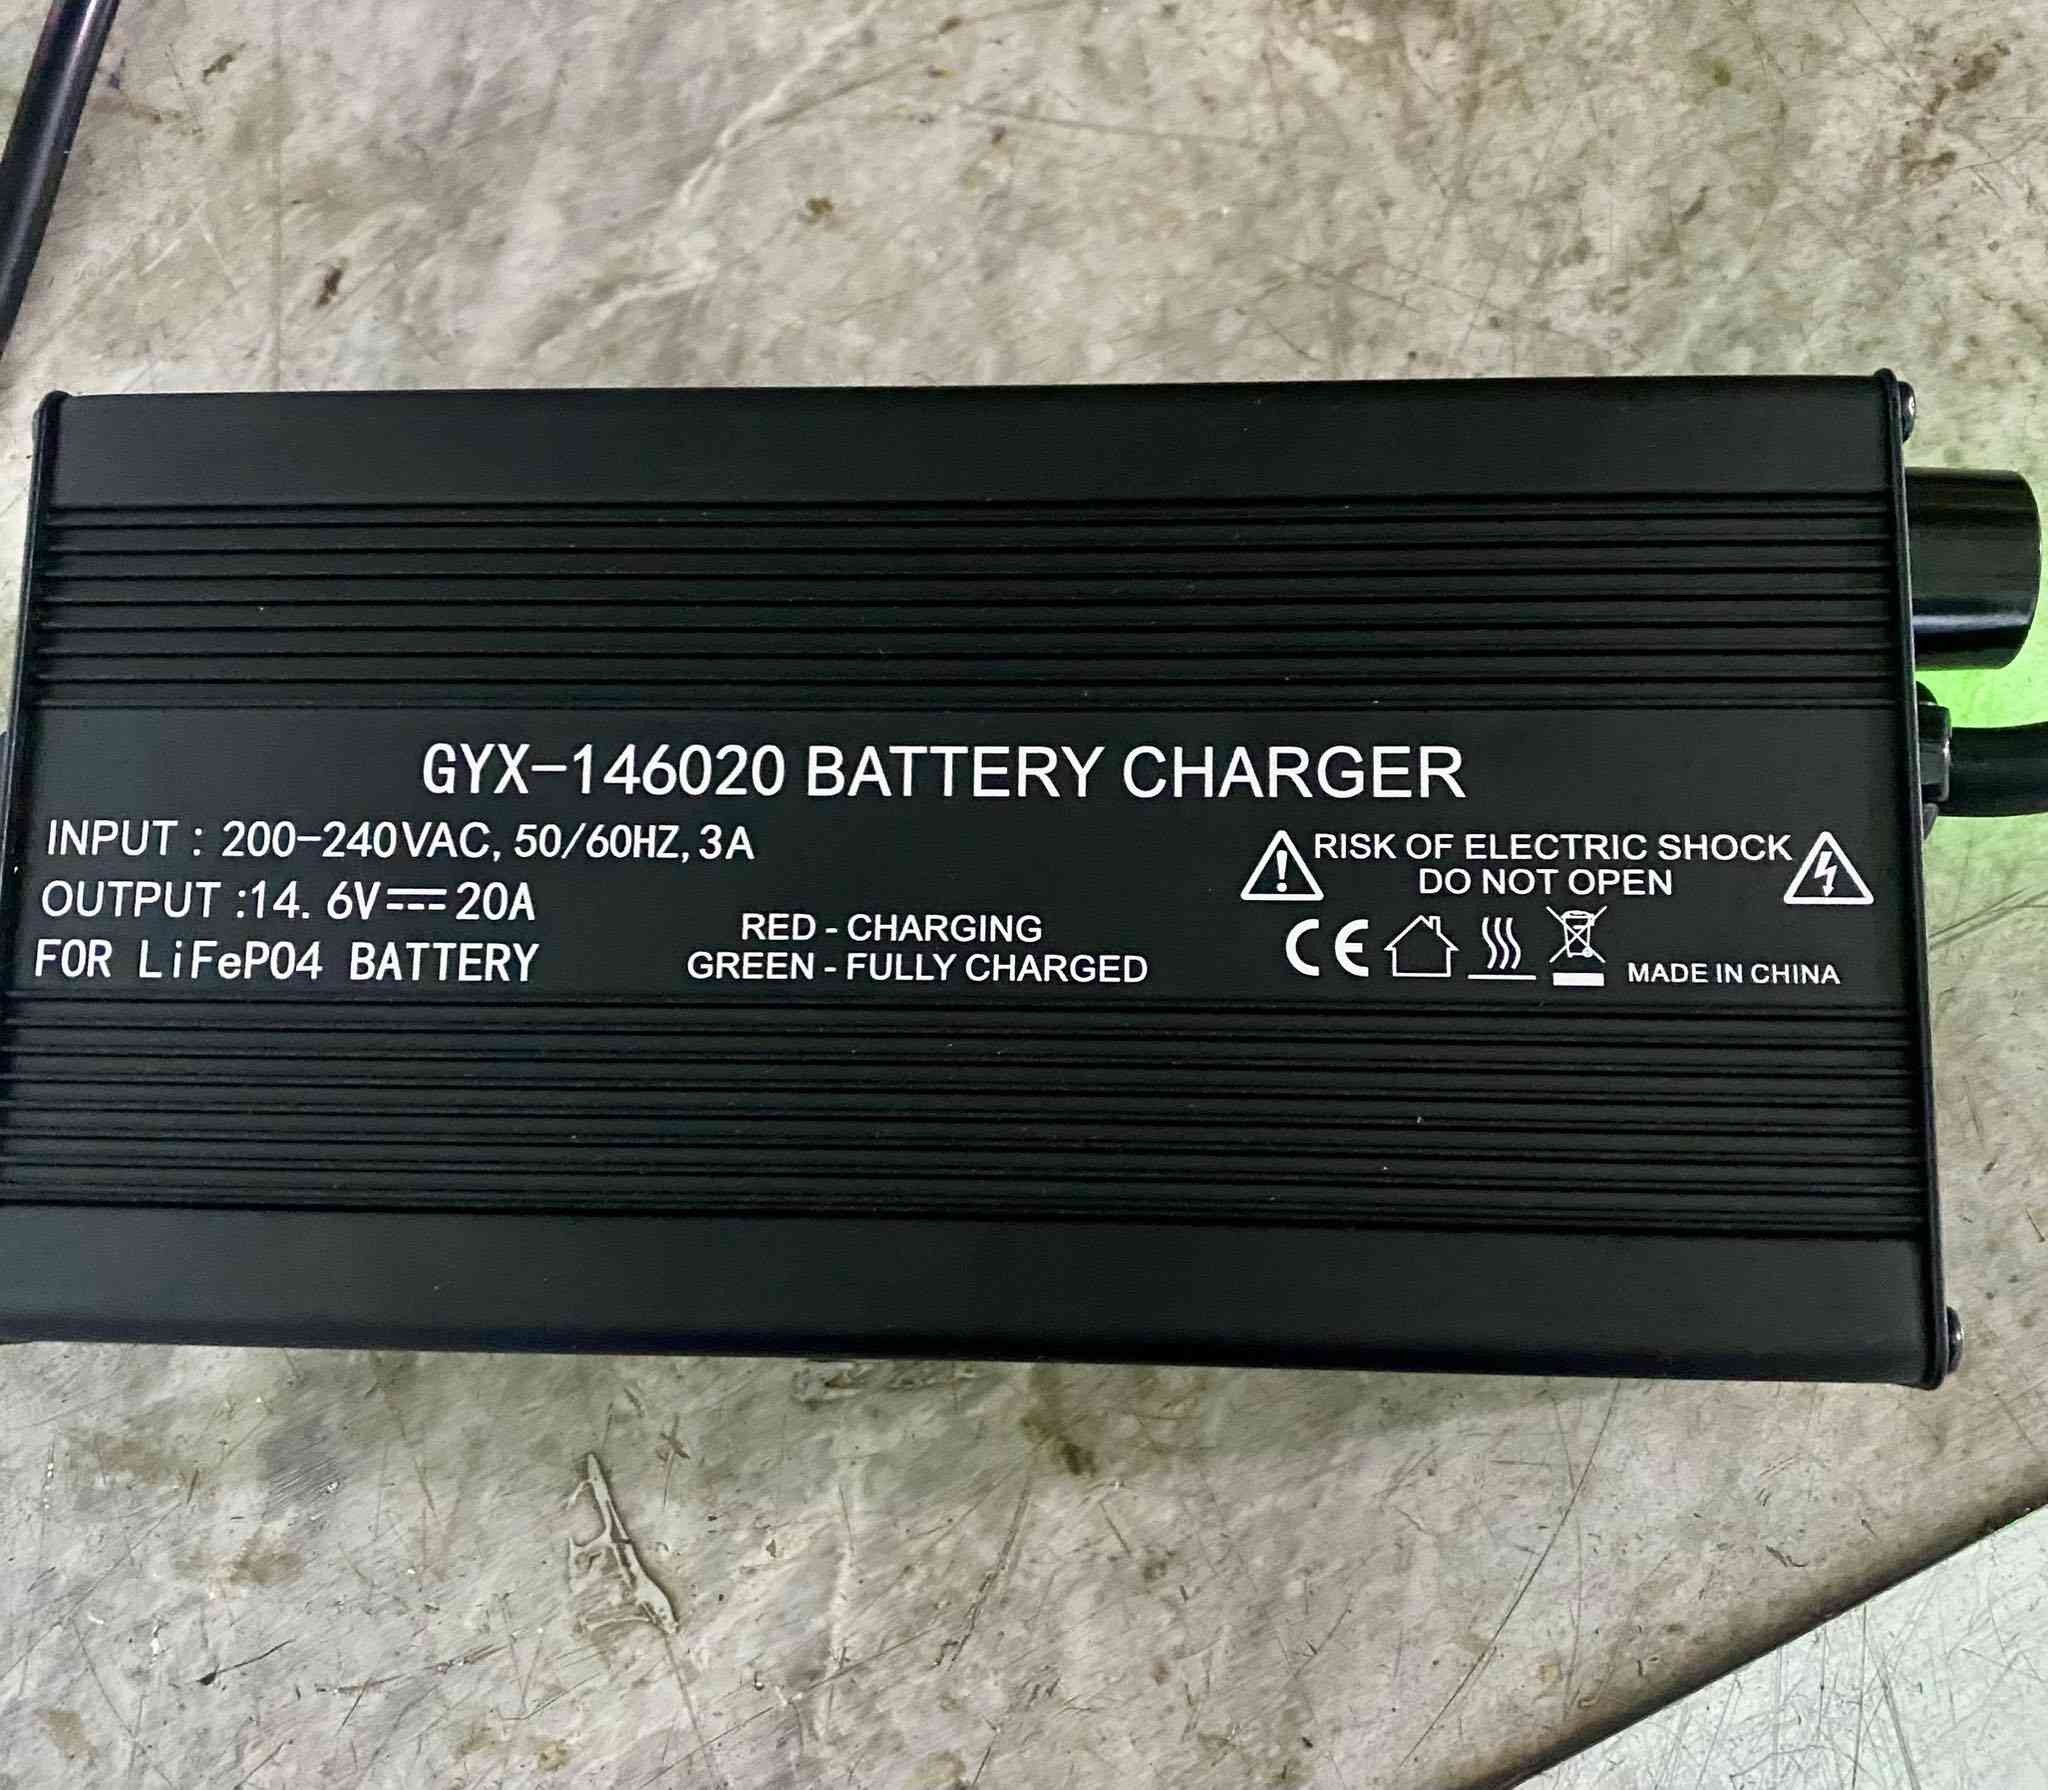 GYX-146020 BATTERY CHARGER
INPUT : 200-240VAC, 50/60HZ, 3A
OUTPUT :14. 6V⎓20A
FOR LiFePO4 BATTERY
RED - CHARGING
GREEN - FULLY CHARGED
RISK OF ELECTRIC SHOCK
DO NOT OPEN
CE
MADE IN CHINA